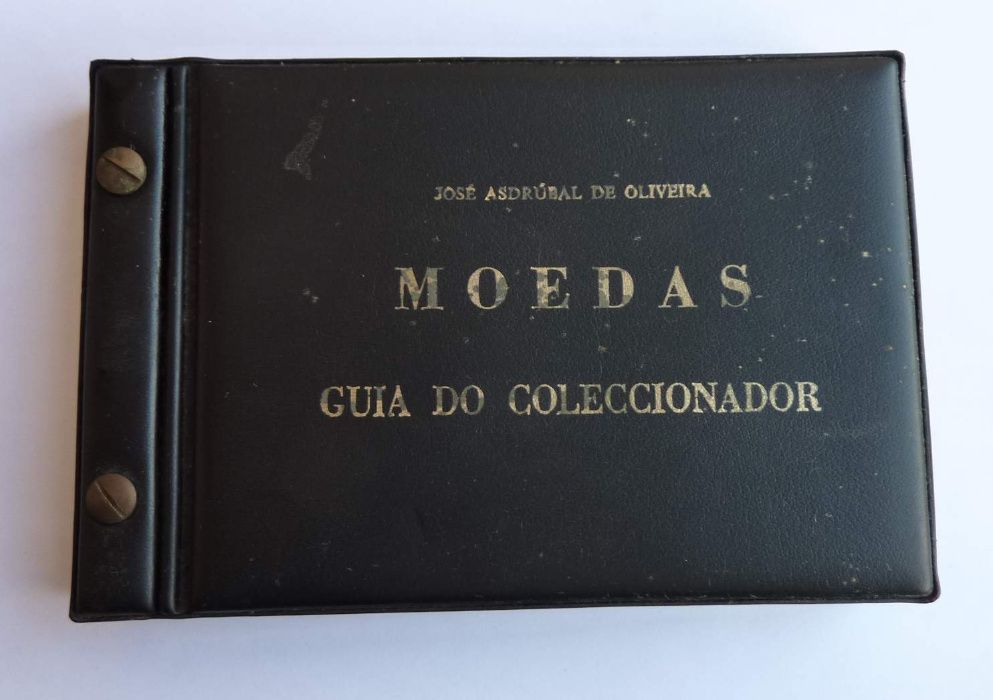 JOSÉ ASDRÚBAL DE OLIVEIRA
MOEDAS
GUIA DO COLECCIONADOR